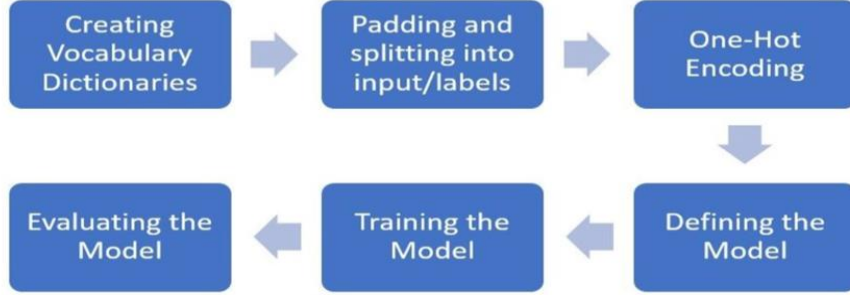 Creating
Vocabulary
Dictionaries
Padding and
splitting into
input/labels
One-Hot
Encoding
Defining the
Model
Training the
Model
Evaluating the
Model